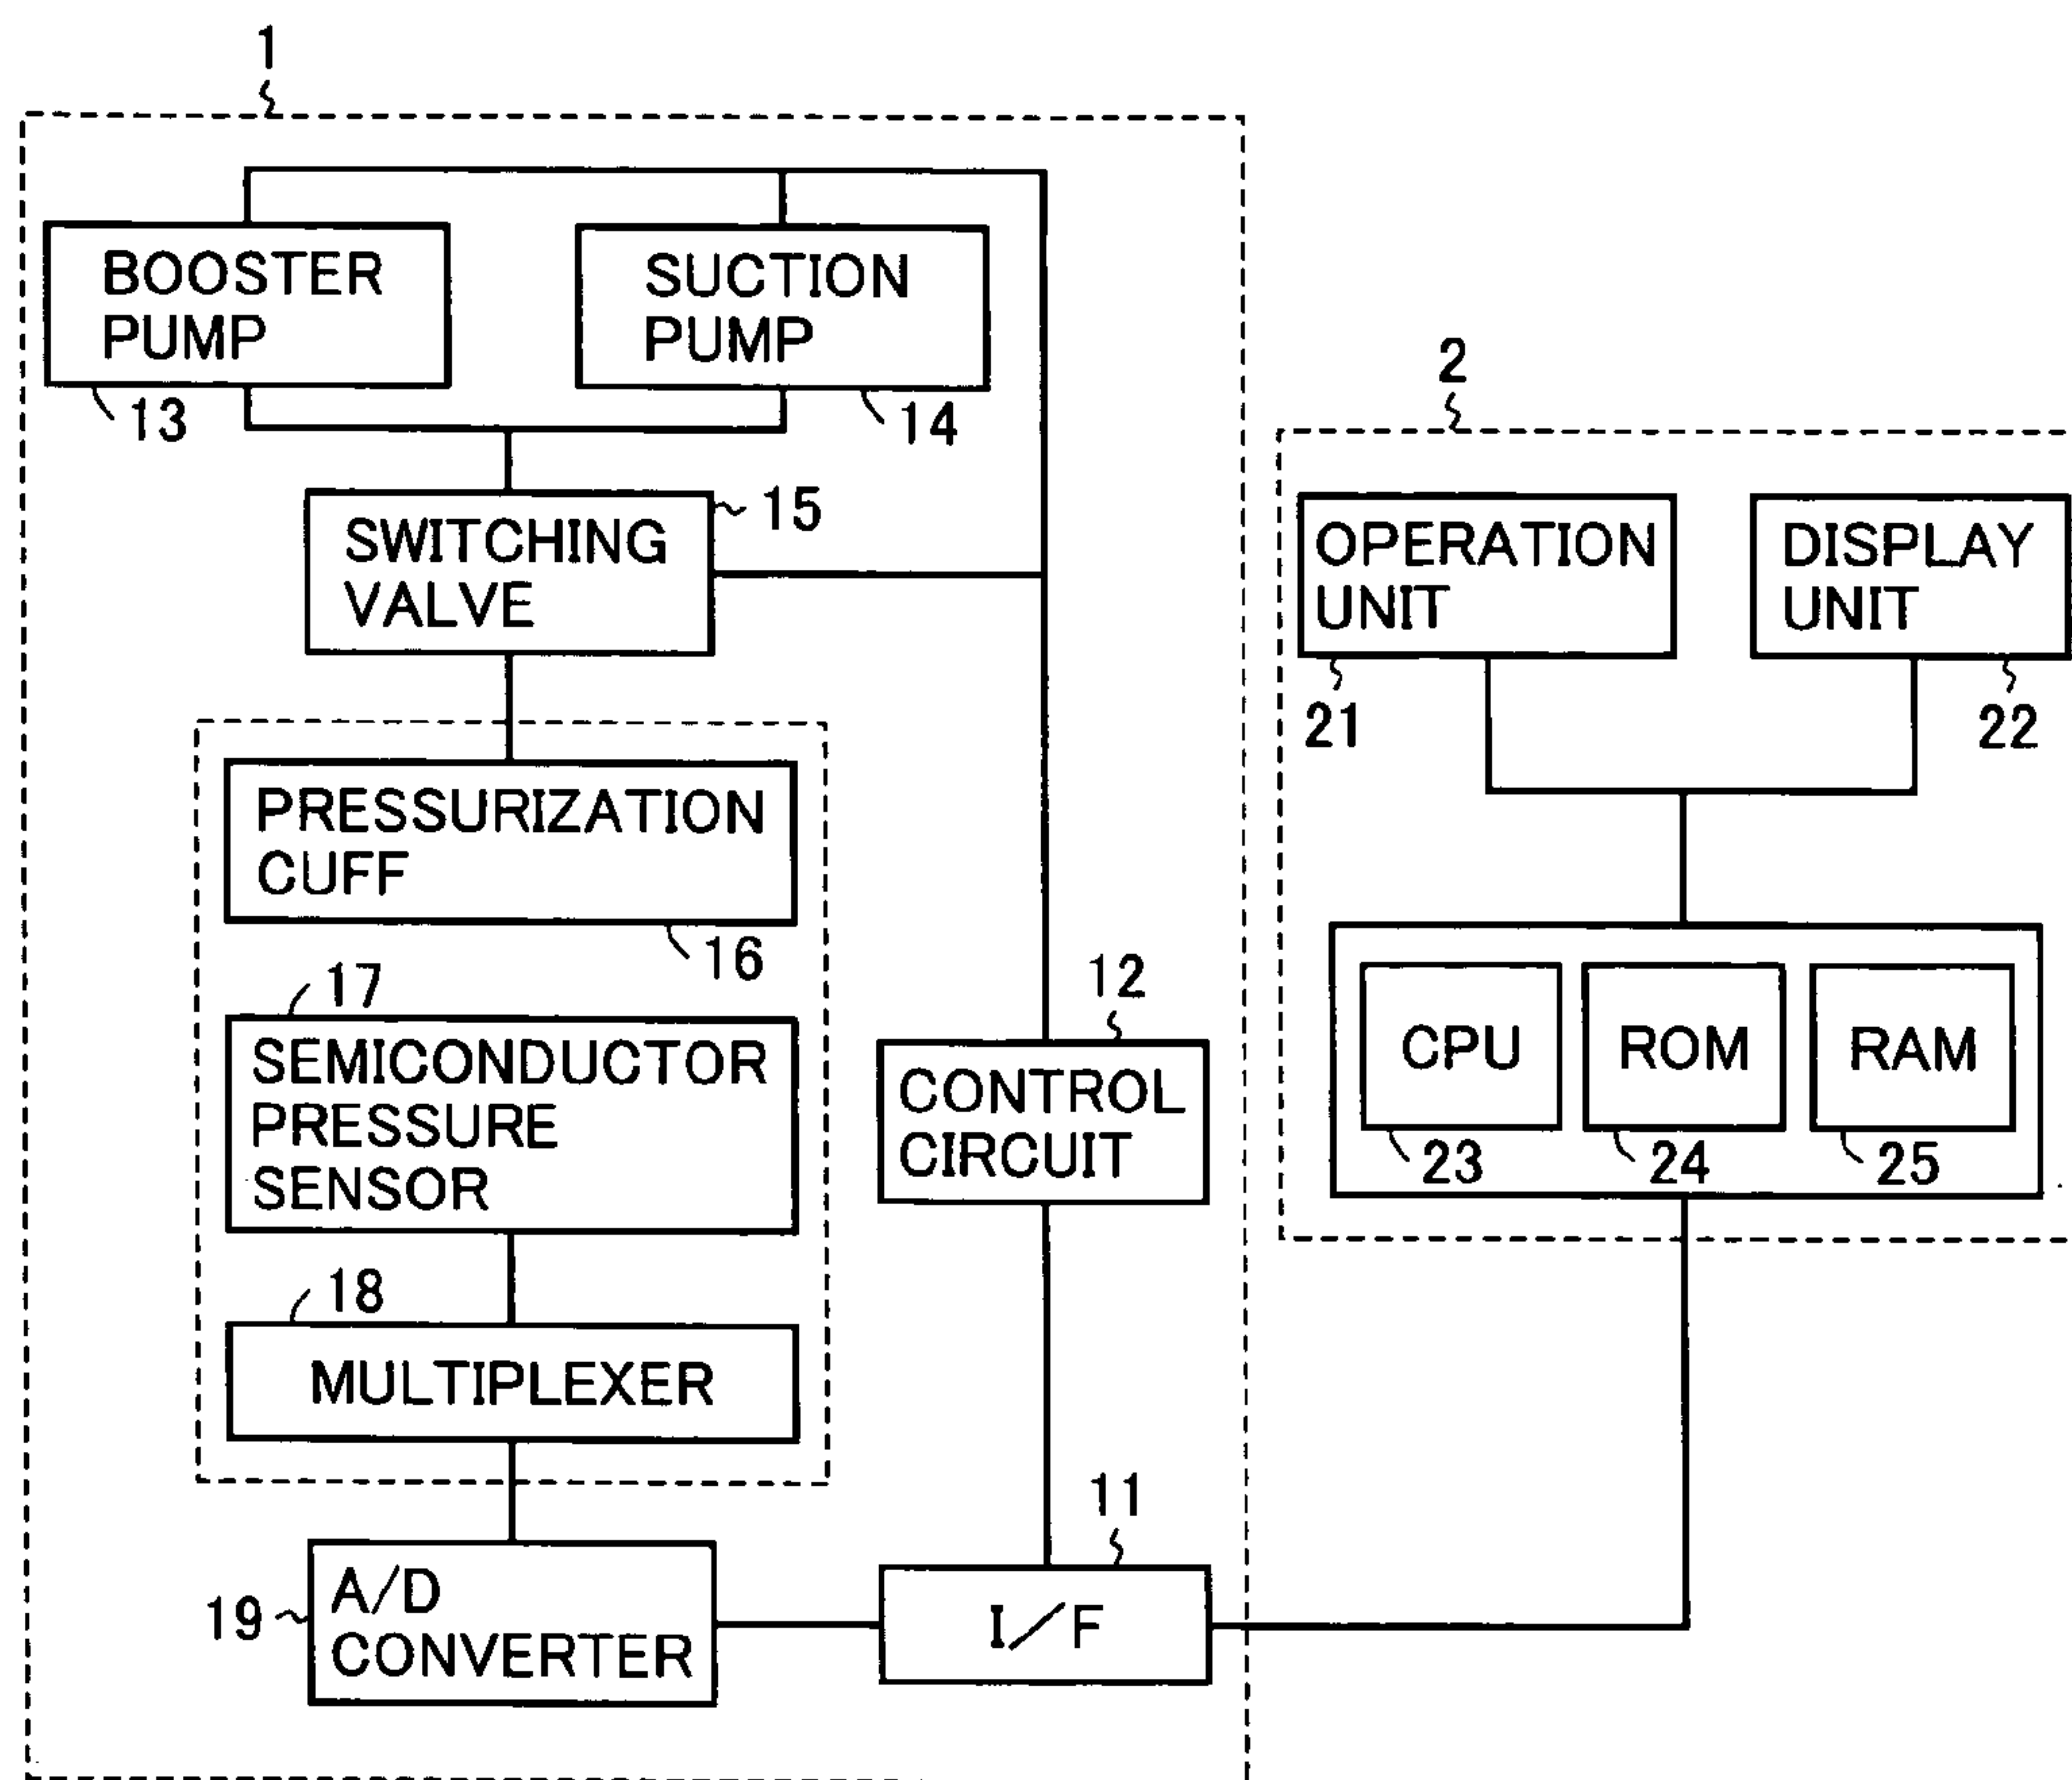 1
BOOSTER
PUMP
13
SUCTION
PUMP
14
SWITCHING
VALVE
15
PRESSURIZATION
CUFF
16
17
SEMICONDUCTOR
PRESSURE
SENSOR
18
MULTIPLEXER
19
A/D
CONVERTER
12
CONTROL
CIRCUIT
11
I/F
2
OPERATION
UNIT
21
DISPLAY
UNIT
22
CPU
23
ROM
24
RAM
25